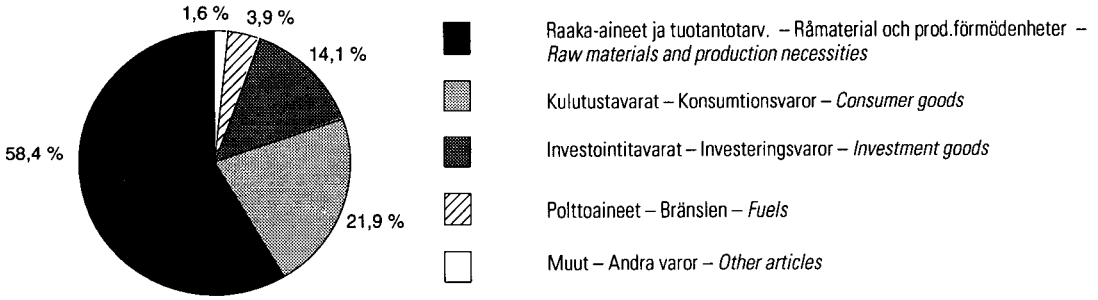 1,6 %
3,9 %
14,1 %
58,4 %
21,9 %
Raaka-aineet ja tuotantotarv. – Råmaterial och prod.förmödenheter –
Raw materials and production necessities
Kulutustavarat – Konsumtionsvaror – Consumer goods
Investointitavarat – Investeringsvaror – Investment goods
Polttoaineet – Bränslen – Fuels
Muut – Andra varor – Other articles